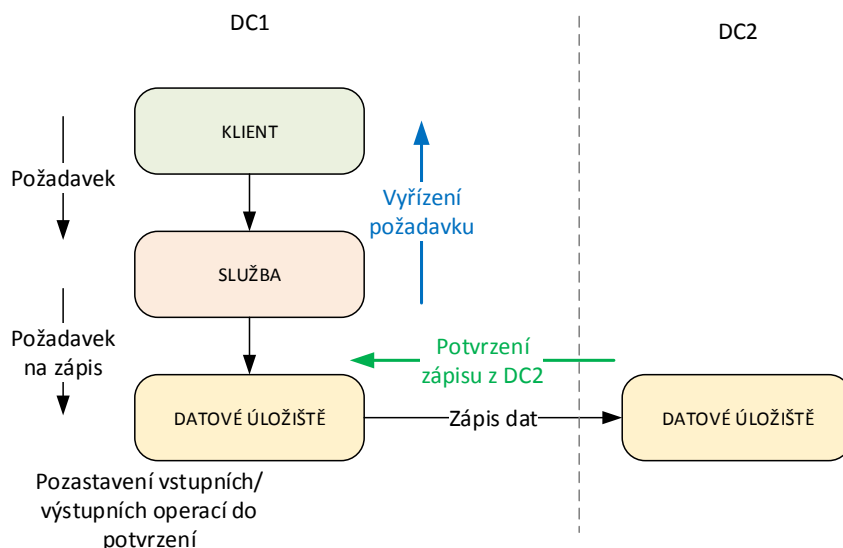 DC1
DC2
KLIENT
Požadavek
Vyřízení
požadavku
SLUŽBA
Požadavek
na zápis
Potvrzení
zápisu z DC2
DATOVÉ ÚLOŽIŠTĚ
Zápis dat
DATOVÉ ÚLOŽIŠTĚ
Pozastavení vstupních/
výstupních operací do
potvrzení